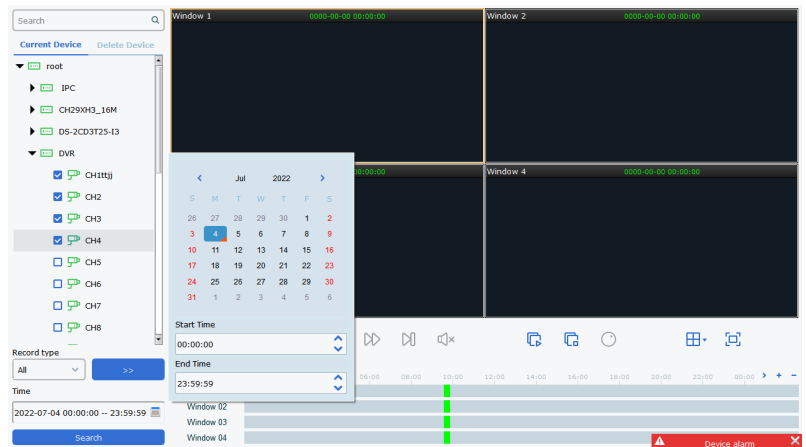 Search
Current Device Delete Device
root
IPC
CH29XH3_16M
DS-2CD3T25-I3
DVR
CH1ttjj
CH2
CH3
CH4
CH5
CH6
CH7
CH8
Record type
All >>
Time
2022-07-04 00:00:00 -- 23:59:59
Search
Window 1 0000-00-00 00:00:00
Window 2 0000-00-00 00:00:00
00:00:00
Window 4 0000-00-00 00:00:00
< Jul 2022 >
S M T W T F S
26 27 28 29 30 1 2
3 4 5 6 7 8 9
10 11 12 13 14 15 16
17 18 19 20 21 22 23
24 25 26 27 28 29 30
31 1 2 3 4 5 6
Start Time
00:00:00
End Time
23:59:59
06:00 08:00 10:00 12:00 14:00 16:00 18:00 20:00 22:00 00:00 > + -
Window 02
Window 03
Window 04
Device alarm